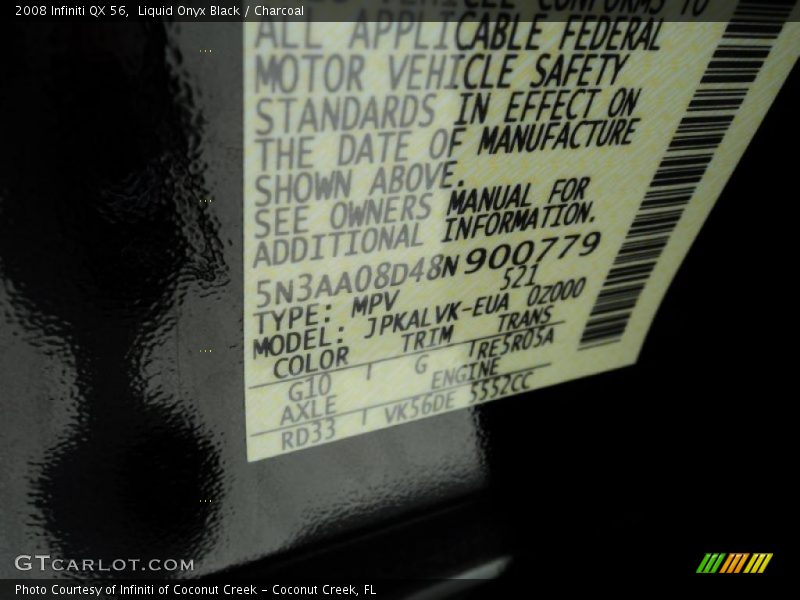 2008 Infiniti QX 56,  Liquid Onyx Black / Charcoal
VEHICLE CONFORMS TO
ALL APPLICABLE FEDERAL
MOTOR VEHICLE SAFETY
STANDARDS IN EFFECT ON
THE DATE OF MANUFACTURE
SHOWN ABOVE.
SEE OWNERS MANUAL FOR
ADDITIONAL INFORMATION.
5N3AA08D48N900779
TYPE: MPV 521
MODEL: JPKALVK-EUA 0Z000
COLOR TRIM TRANS
G10 G TRE5R05A
AXLE ENGINE
RD33 VK56DE 5552CC
GTCARLOT.COM
Photo Courtesy of Infiniti of Coconut Creek - Coconut Creek, FL